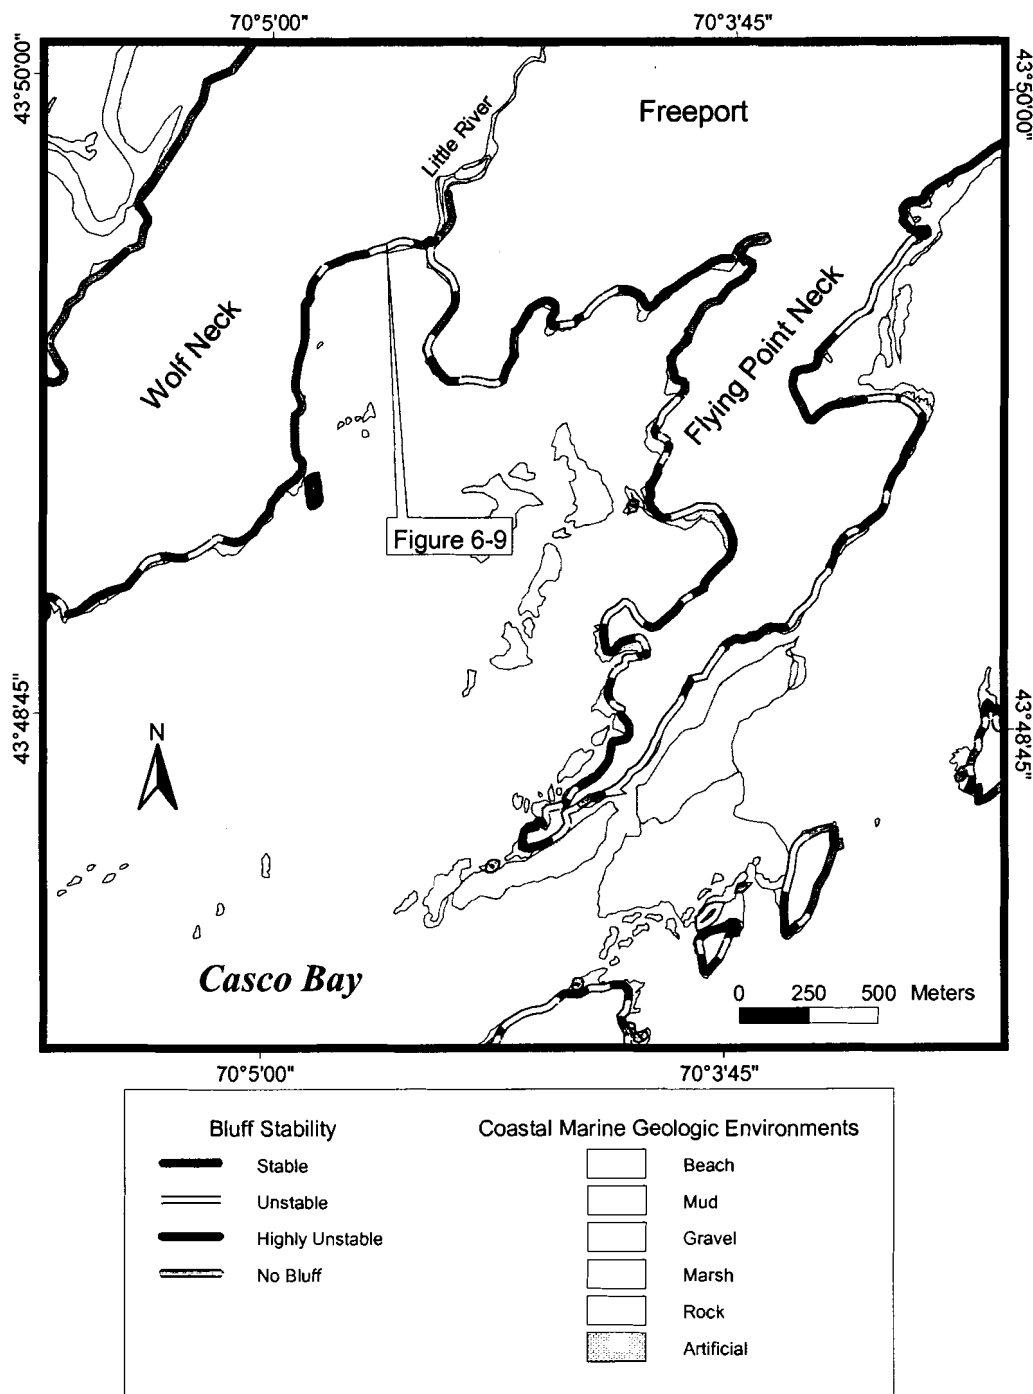 70°5'00" 70°3'45"
43°50'00"
43°50'00"
Freeport
Little River
Wolf Neck
Flying Point Neck
Figure 6-9
43°48'45"
43°48'45"
N
Casco Bay
0 250 500 Meters
70°5'00" 70°3'45"
Bluff Stability
Stable
Unstable
Highly Unstable
No Bluff
Coastal Marine Geologic Environments
Beach
Mud
Gravel
Marsh
Rock
Artificial